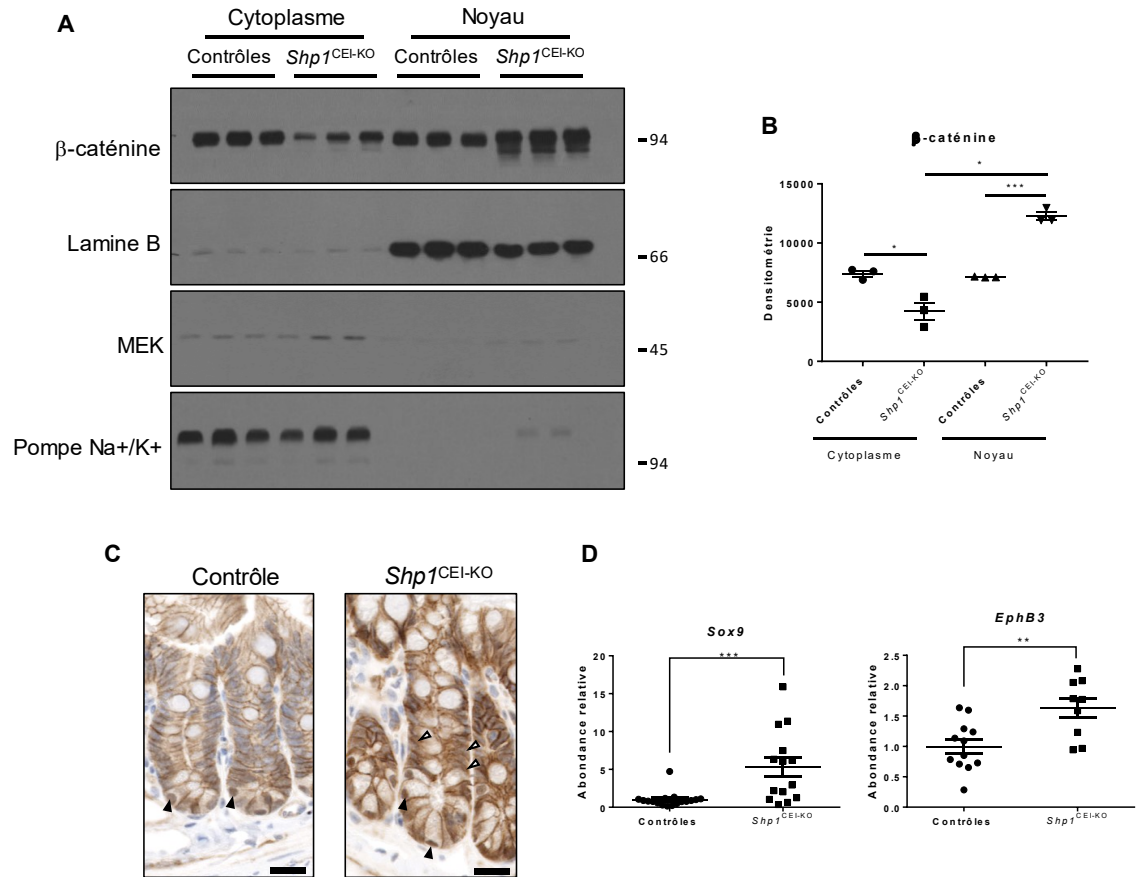 A
Cytoplasme Noyau
Contrôles Shp1CEI-KO Contrôles Shp1CEI-KO
β-caténine
94
Lamine B
66
MEK
45
Pompe Na+/K+
94
B
β-caténine
*
***
*
Densitométrie
15000
10000
5000
0
Contrôles
Shp1CEI-KO
Contrôles
Shp1CEI-KO
Cytoplasme Noyau
C
Contrôle Shp1CEI-KO
D
Sox9
***
Abondance relative
20
15
10
5
0
Contrôles Shp1CEI-KO
EphB3
**
Abondance relative
2.5
2.0
1.5
1.0
0.5
0.0
Contrôles Shp1CEI-KO